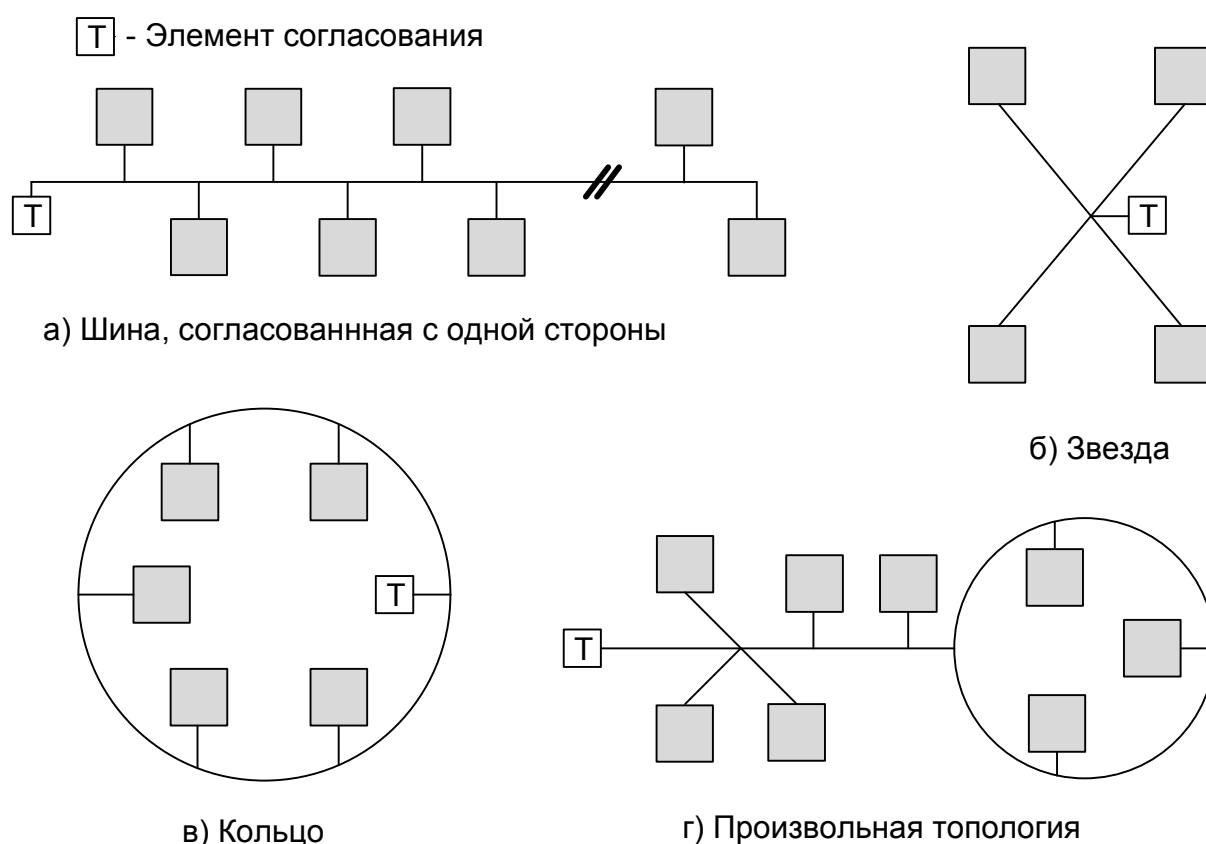 T - Элемент согласования
T
T
а) Шина, согласованнная с одной стороны
б) Звезда
T
T
в) Кольцо
г) Произвольная топология